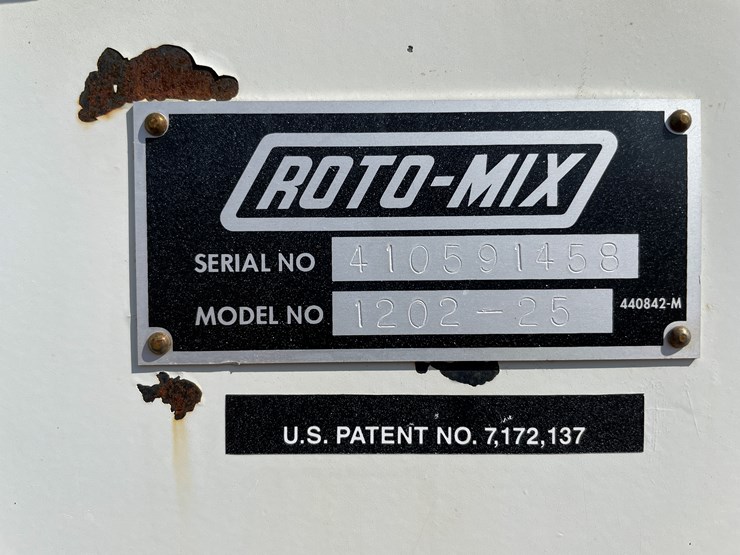 ROTO-MIX
SERIAL NO 410591458
MODEL NO 1202-25 440842-M
U.S. PATENT NO. 7,172,137